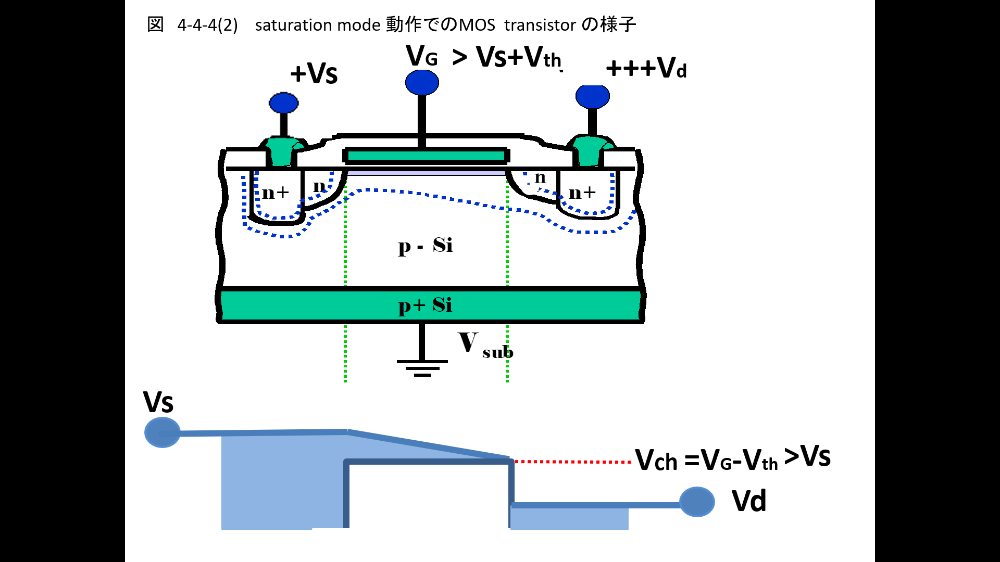 図 4-4-4(2) saturation mode 動作でのMOS transistor の様子
VG > Vs+Vth
+Vs
+++Vd
n+
n
n
n+
p - Si
p+ Si
V sub
Vs
Vch =VG-Vth >Vs
Vd